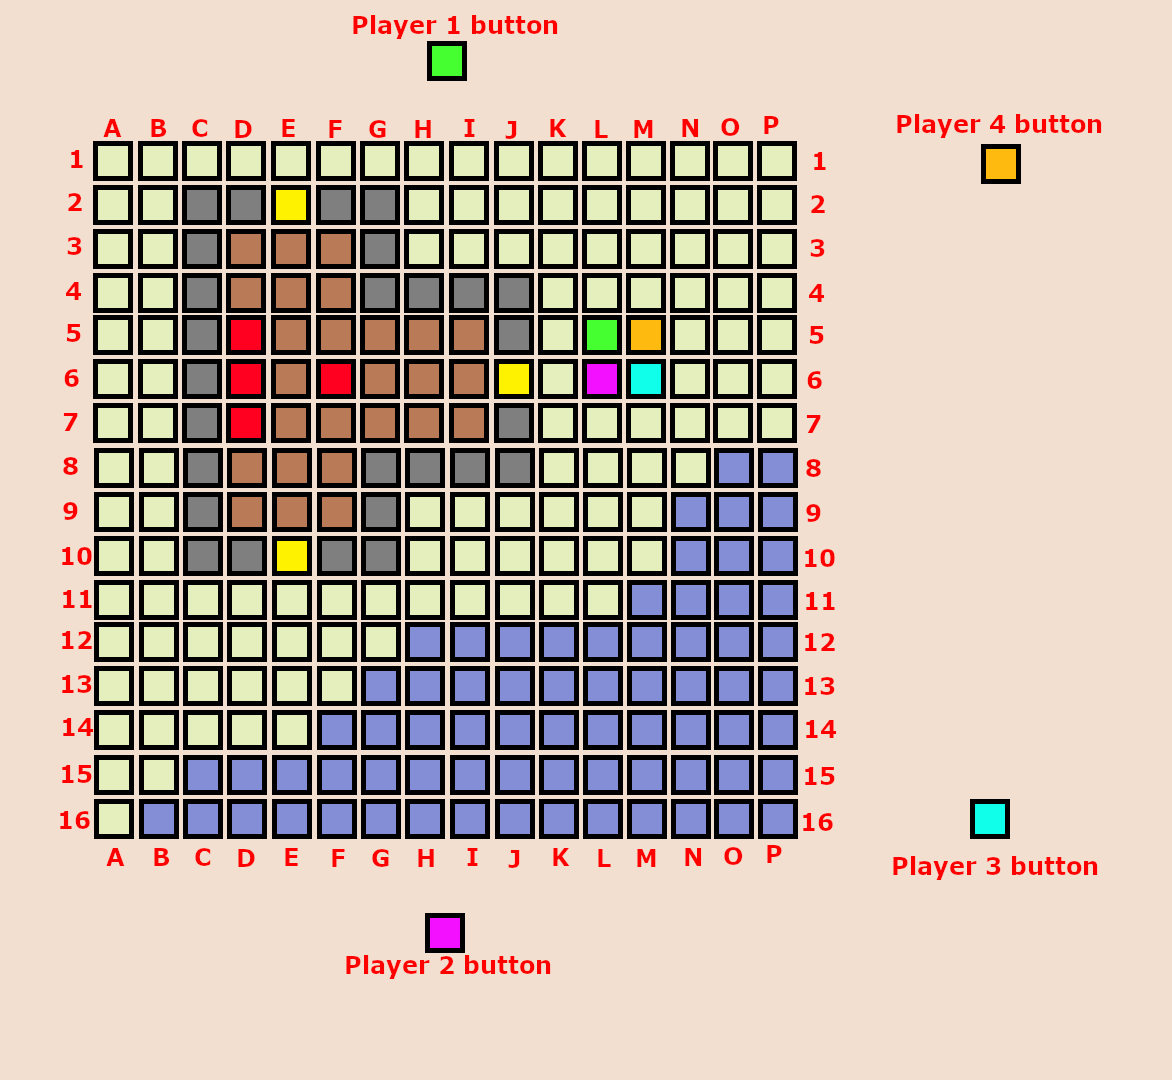 Player 1 button
Player 4 button
A B C D E F G H I J K L M N O P
1 1
2 2
3 3
4 4
5 5
6 6
7 7
8 8
9 9
10 10
11 11
12 12
13 13
14 14
15 15
16 16
A B C D E F G H I J K L M N O P
Player 3 button
Player 2 button